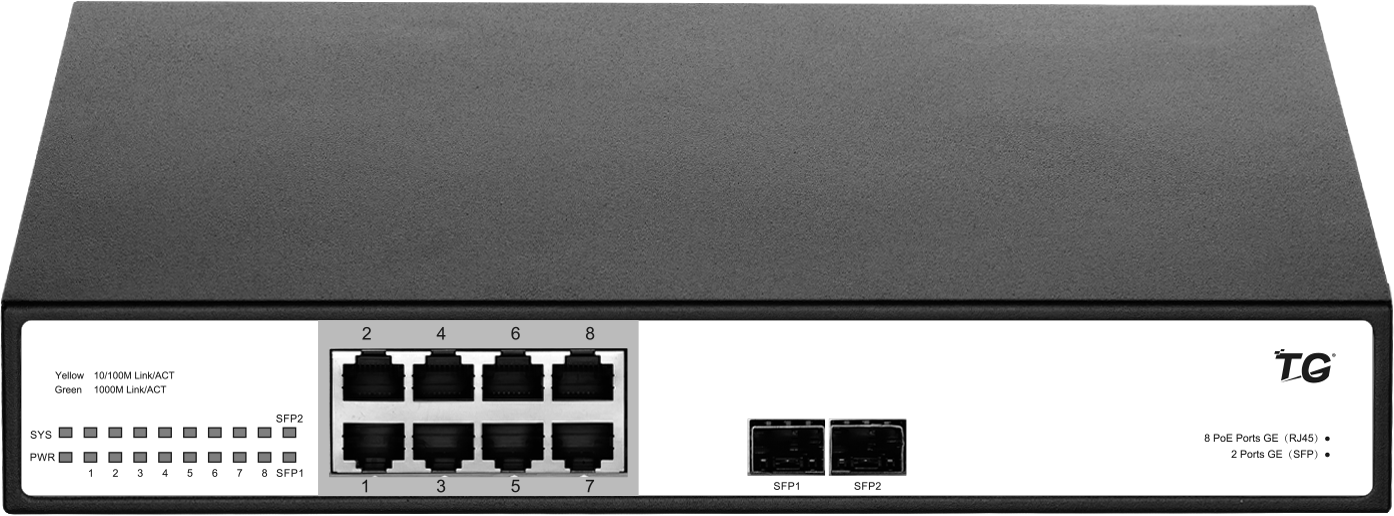 Yellow 10/100M Link/ACT
Green 1000M Link/ACT
SFP2
SYS
PWR
1 2 3 4 5 6 7 8 SFP1
2 4 6 8
1 3 5 7
SFP1 SFP2
TG®
8 PoE Ports GE（RJ45）●
2 Ports GE（SFP）●